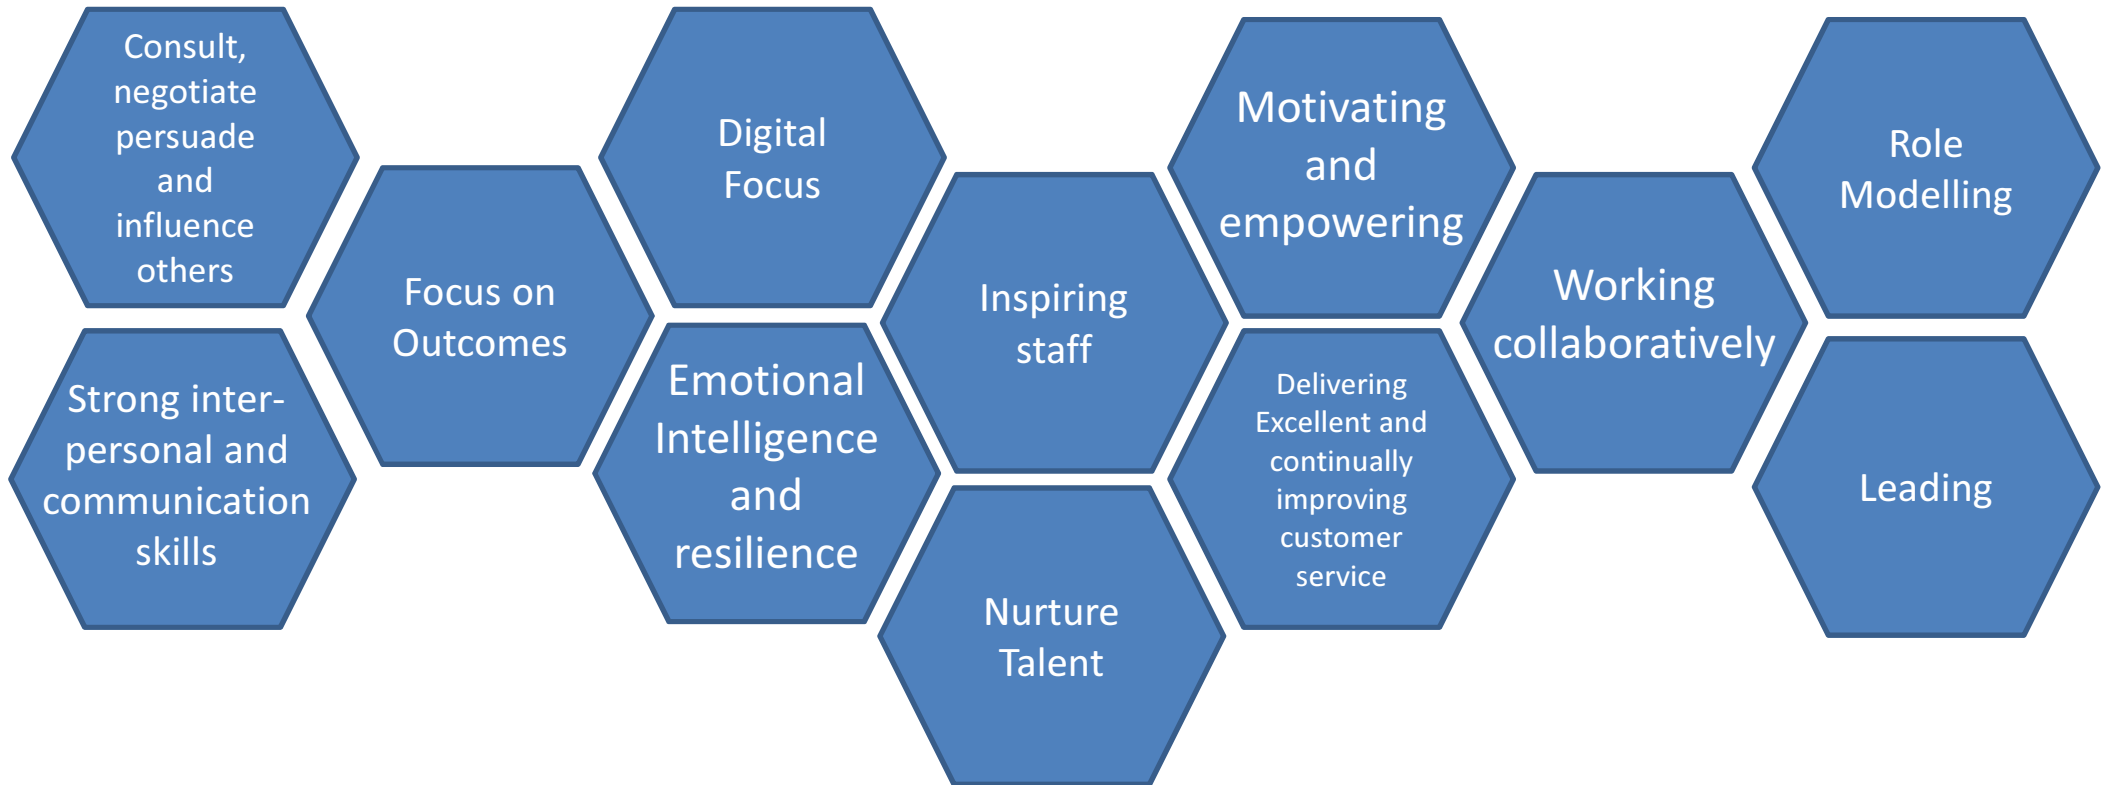 Consult,
negotiate
persuade
and
influence
others
Strong inter-
personal and
communication
skills
Focus on
Outcomes
Digital
Focus
Emotional
Intelligence
and
resilience
Inspiring
staff
Nurture
Talent
Motivating
and
empowering
Delivering
Excellent and
continually
improving
customer
service
Working
collaboratively
Role
Modelling
Leading